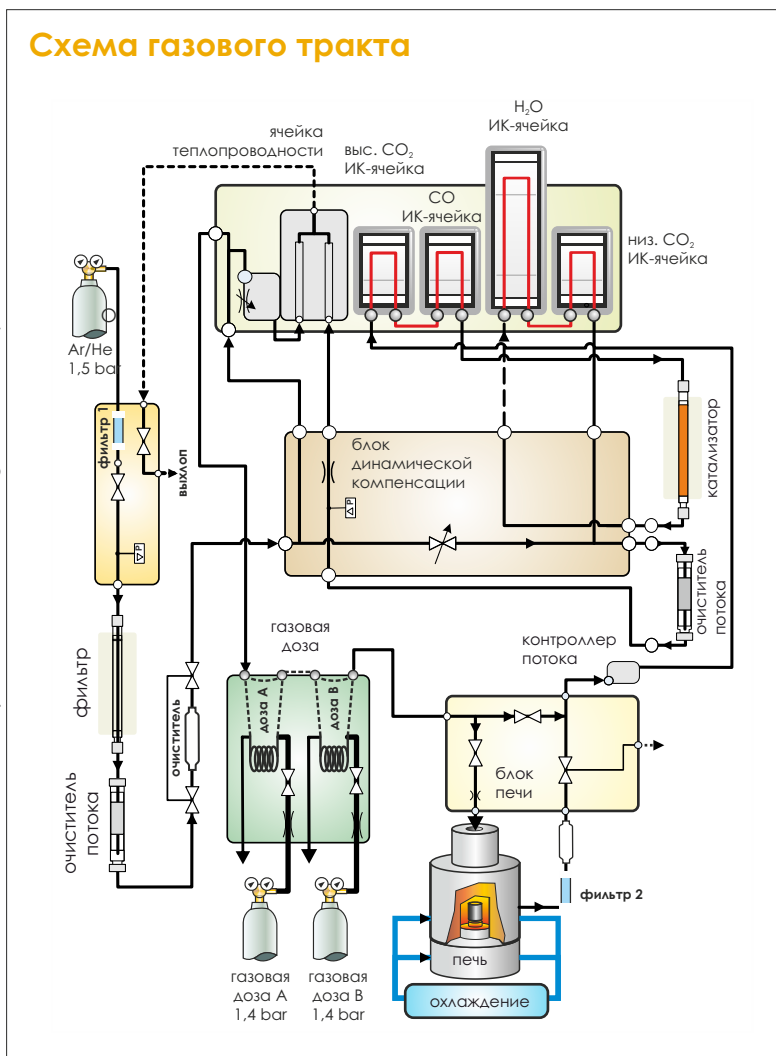 Схема газового тракта
H₂O
ИК-ячейка
ячейка
теплопроводности
выс. CO₂
ИК-ячейка
CO
ИК-ячейка
низ. CO₂
ИК-ячейка
Ar/He
1,5 bar
фильтр 1
выхлоп
P
блок
динамической
компенсации
P
катализатор
очиститель
потока
фильтр
очиститель
газовая
доза
доза A
доза B
контроллер
потока
блок
печи
очиститель
потока
фильтр 2
печь
охлаждение
газовая
доза A
1,4 bar
газовая
доза B
1,4 bar